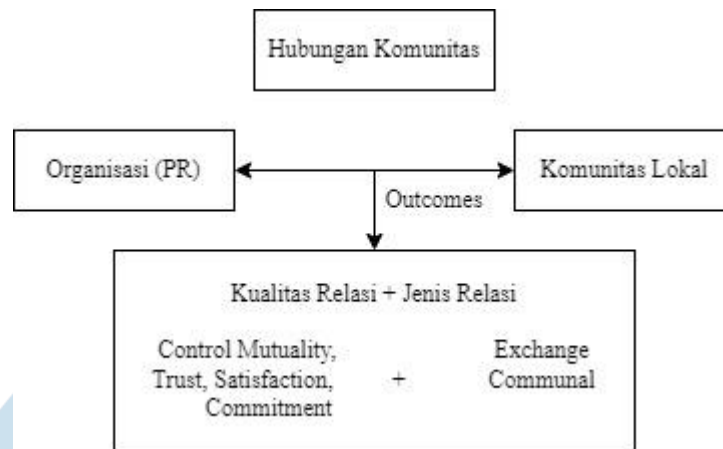 Hubungan Komunitas
Organisasi (PR)
Komunitas Lokal
Outcomes
Kualitas Relasi + Jenis Relasi
Control Mutuality,
Trust, Satisfaction,
Commitment
+
Exchange
Communal